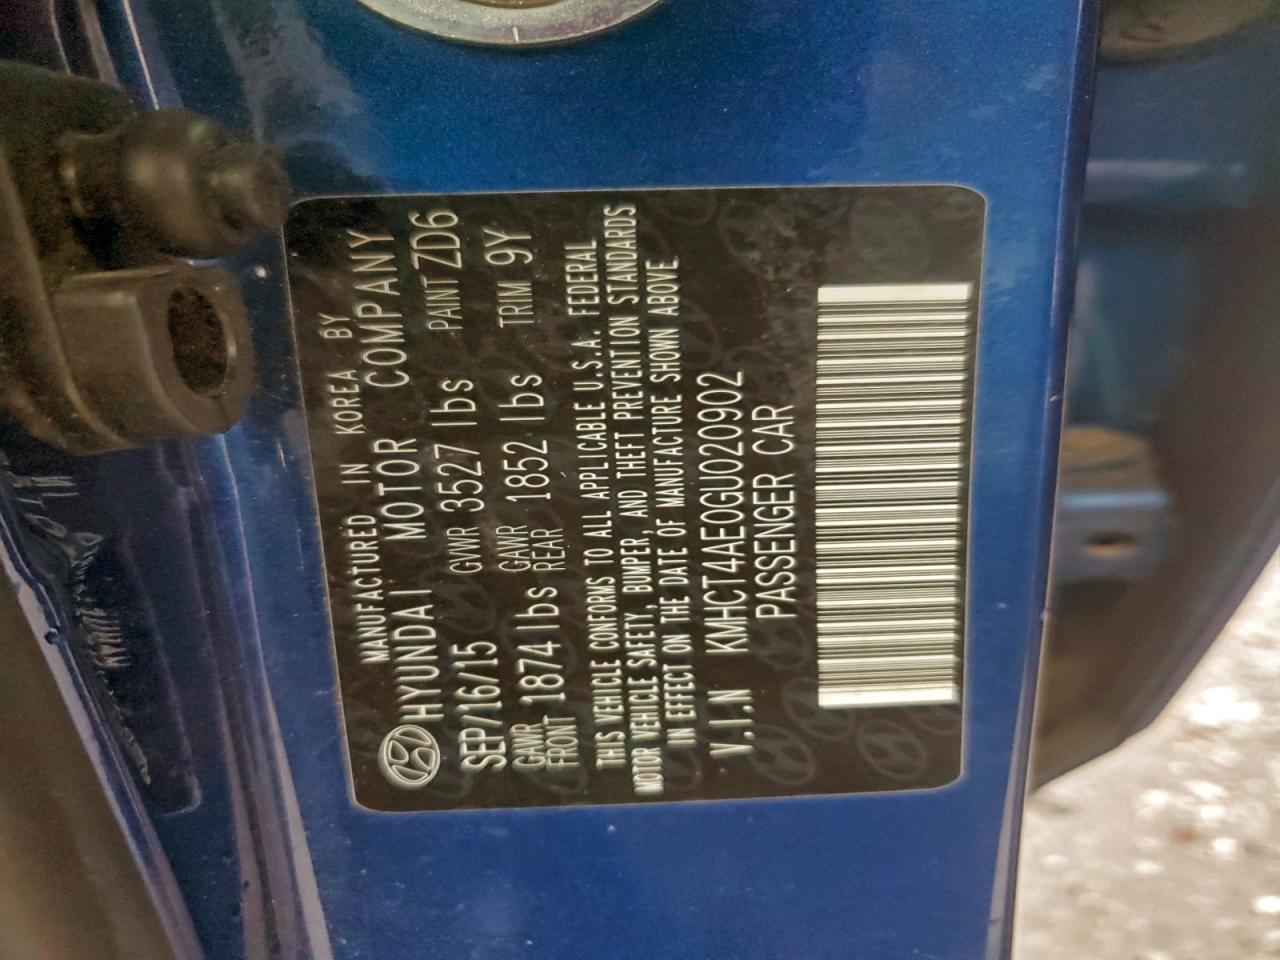 MANUFACTURED IN KOREA BY
HYUNDAI MOTOR COMPANY
SEP/16/15 GVWR 3527 lbs PAINT ZD6
GAWR FRONT 1874 lbs GAWR REAR 1852 lbs TRIM 9Y
THIS VEHICLE CONFORMS TO ALL APPLICABLE U.S.A. FEDERAL
MOTOR VEHICLE SAFETY, BUMPER, AND THEFT PREVENTION STANDARDS
IN EFFECT ON THE DATE OF MANUFACTURE SHOWN ABOVE.
V.I.N KMHCT4AE0GU020902
PASSENGER CAR